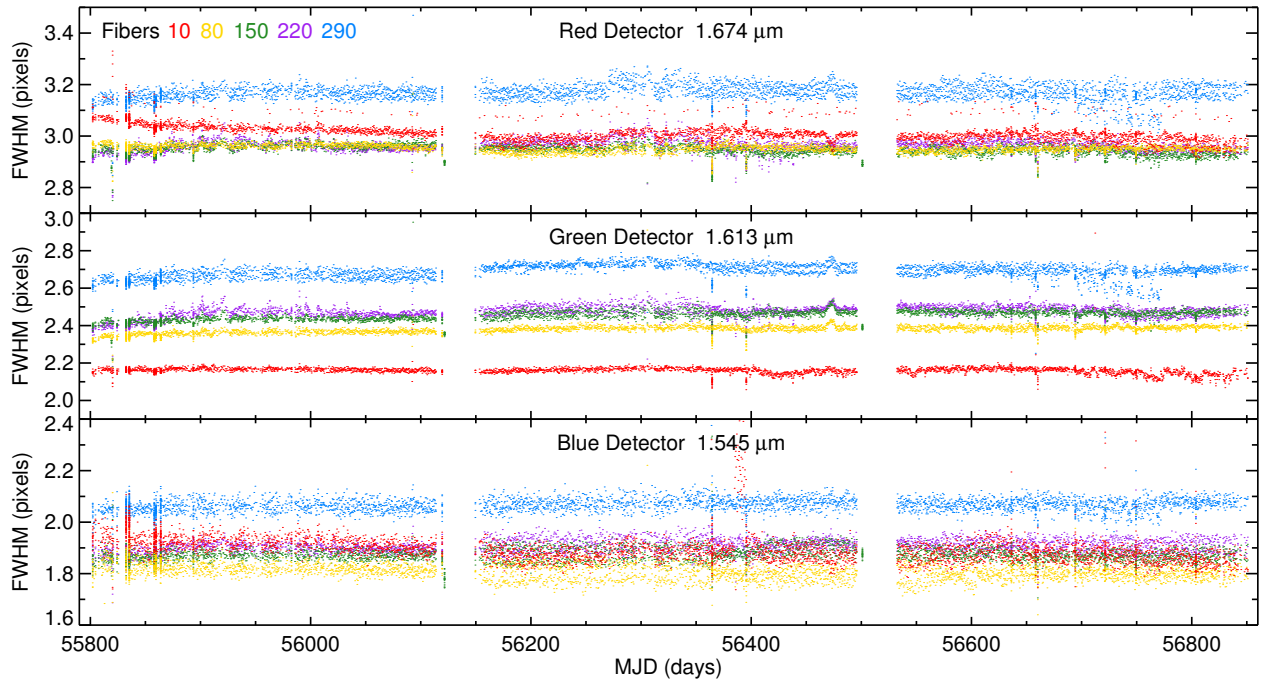 Fibers 10 80 150 220 290
Red Detector 1.674 μm
FWHM (pixels)
3.4
3.2
3.0
2.8
Green Detector 1.613 μm
FWHM (pixels)
3.0
2.8
2.6
2.4
2.2
2.0
Blue Detector 1.545 μm
FWHM (pixels)
2.4
2.2
2.0
1.8
1.6
55800 56000 56200 56400 56600 56800
MJD (days)